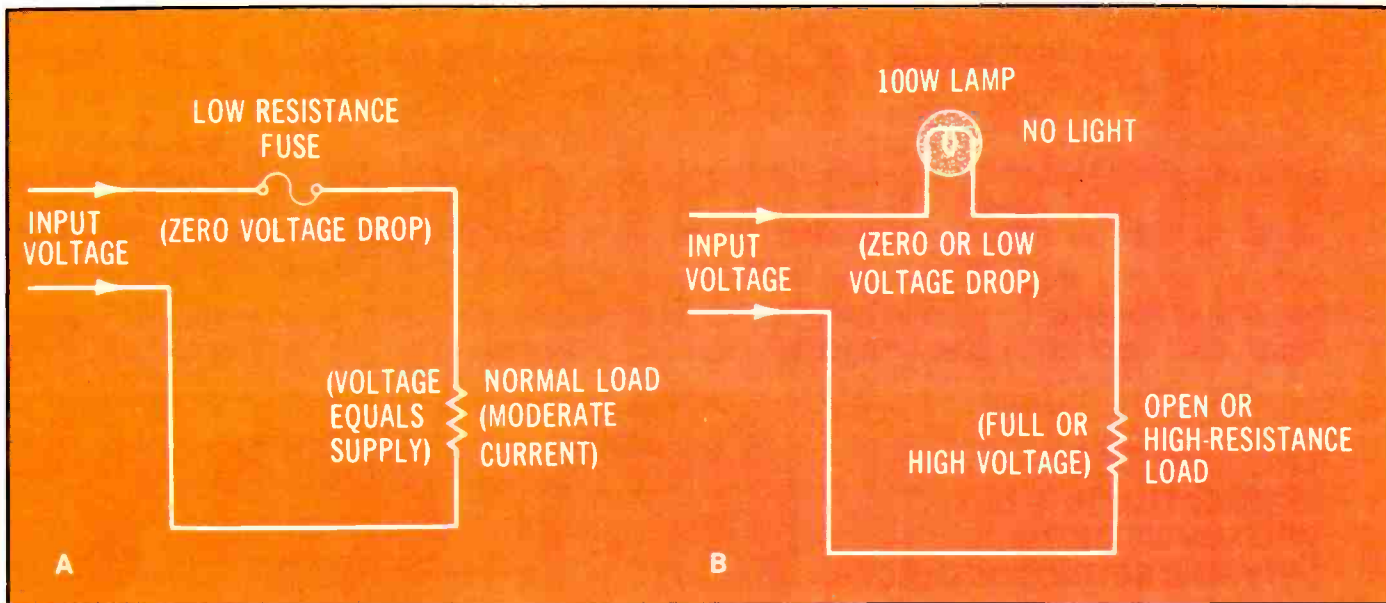 LOW RESISTANCE
FUSE
INPUT
VOLTAGE
(ZERO VOLTAGE DROP)
(VOLTAGE
EQUALS
SUPPLY)
NORMAL LOAD
(MODERATE
CURRENT)
A
100W LAMP
NO LIGHT
INPUT
VOLTAGE
(ZERO OR LOW
VOLTAGE DROP)
(FULL OR
HIGH VOLTAGE)
OPEN OR
HIGH-RESISTANCE
LOAD
B